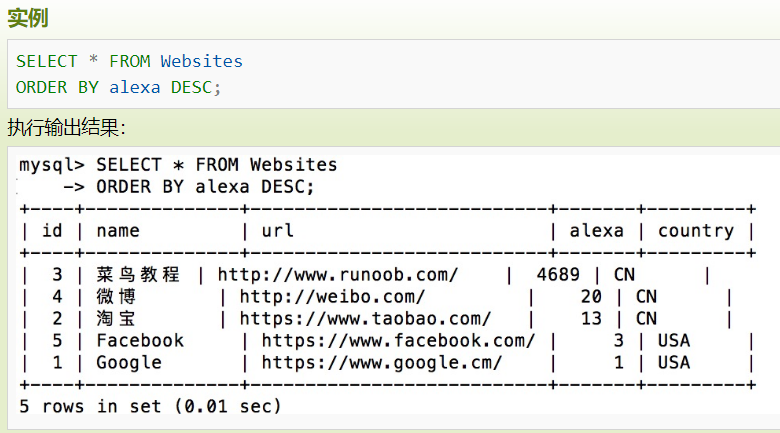 实例
SELECT * FROM Websites
ORDER BY alexa DESC;
执行输出结果：
mysql> SELECT * FROM Websites
    -> ORDER BY alexa DESC;
+----+--------------+---------------------------+-------+---------+
| id | name         | url                       | alexa | country |
+----+--------------+---------------------------+-------+---------+
|  3 | 菜鸟教程 | http://www.runoob.com/    |  4689 | CN      |
|  4 | 微博       | http://weibo.com/         |    20 | CN      |
|  2 | 淘宝       | https://www.taobao.com/   |    13 | CN      |
|  5 | Facebook     | https://www.facebook.com/ |     3 | USA     |
|  1 | Google       | https://www.google.cm/    |     1 | USA     |
+----+--------------+---------------------------+-------+---------+
5 rows in set (0.01 sec)